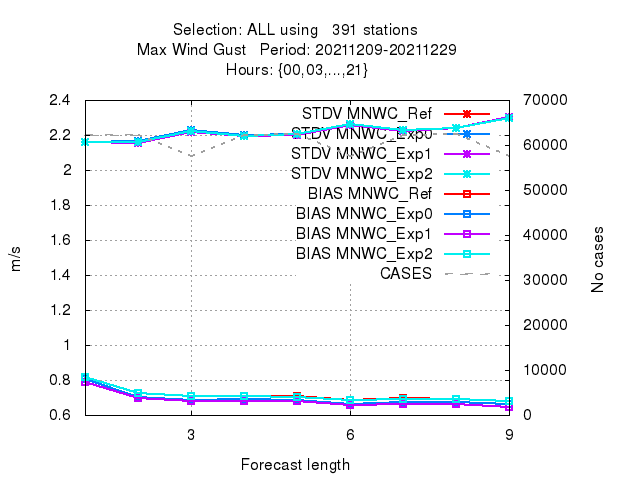 Selection: ALL using 391 stations
Max Wind Gust Period: 20211209-20211229
Hours: {00,03,...,21}
2.4
2.2
2
1.8
1.6
1.4
1.2
1
0.8
0.6
m/s
STDV MNWC_Ref
STDV MNWC_Exp0
STDV MNWC_Exp1
STDV MNWC_Exp2
BIAS MNWC_Ref
BIAS MNWC_Exp0
BIAS MNWC_Exp1
BIAS MNWC_Exp2
CASES
70000
60000
50000
40000
30000
20000
10000
0
No cases
3 6 9
Forecast length